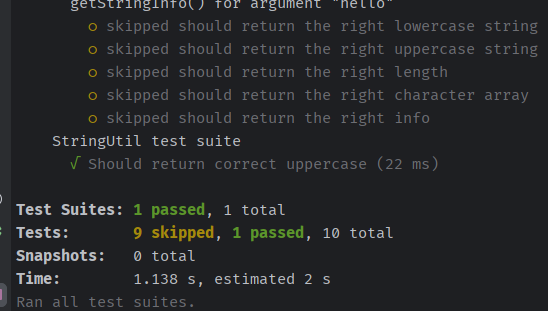 getStringInfo() for argument "hello"
○ skipped should return the right lowercase string
○ skipped should return the right uppercase string
○ skipped should return the right length
○ skipped should return the right character array
○ skipped should return the right info
StringUtil test suite
√ Should return correct uppercase (22 ms)
Test Suites: 1 passed, 1 total
Tests: 9 skipped, 1 passed, 10 total
Snapshots: 0 total
Time: 1.138 s, estimated 2 s
Ran all test suites.